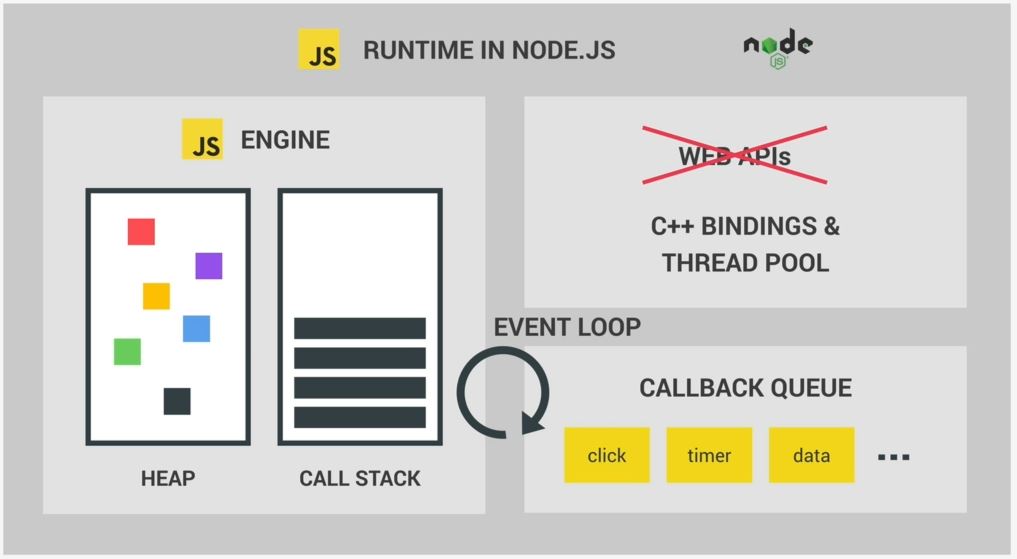 JS RUNTIME IN NODE.JS
node
JS
JS ENGINE
HEAP
CALL STACK
WEB APIs
C++ BINDINGS &
THREAD POOL
EVENT LOOP
CALLBACK QUEUE
click timer data ...